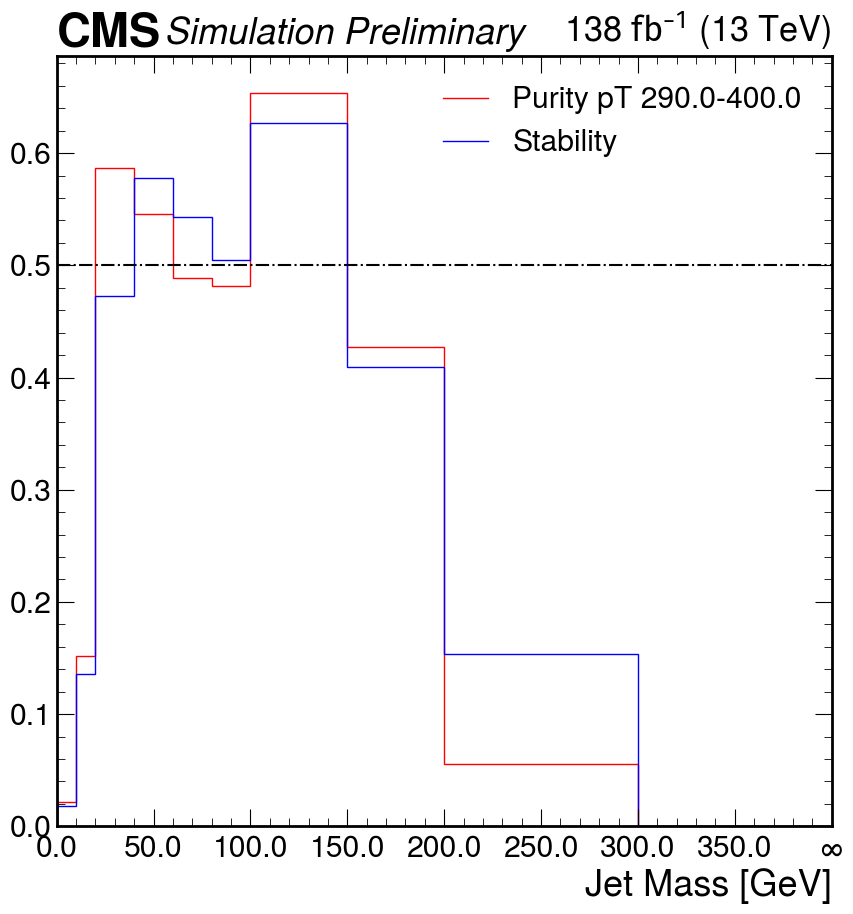 CMS Simulation Preliminary 138 fb⁻¹ (13 TeV)
Purity pT 290.0-400.0
Stability
0.6
0.5
0.4
0.3
0.2
0.1
0.0
0.0 50.0 100.0 150.0 200.0 250.0 300.0 350.0 ∞
Jet Mass [GeV]